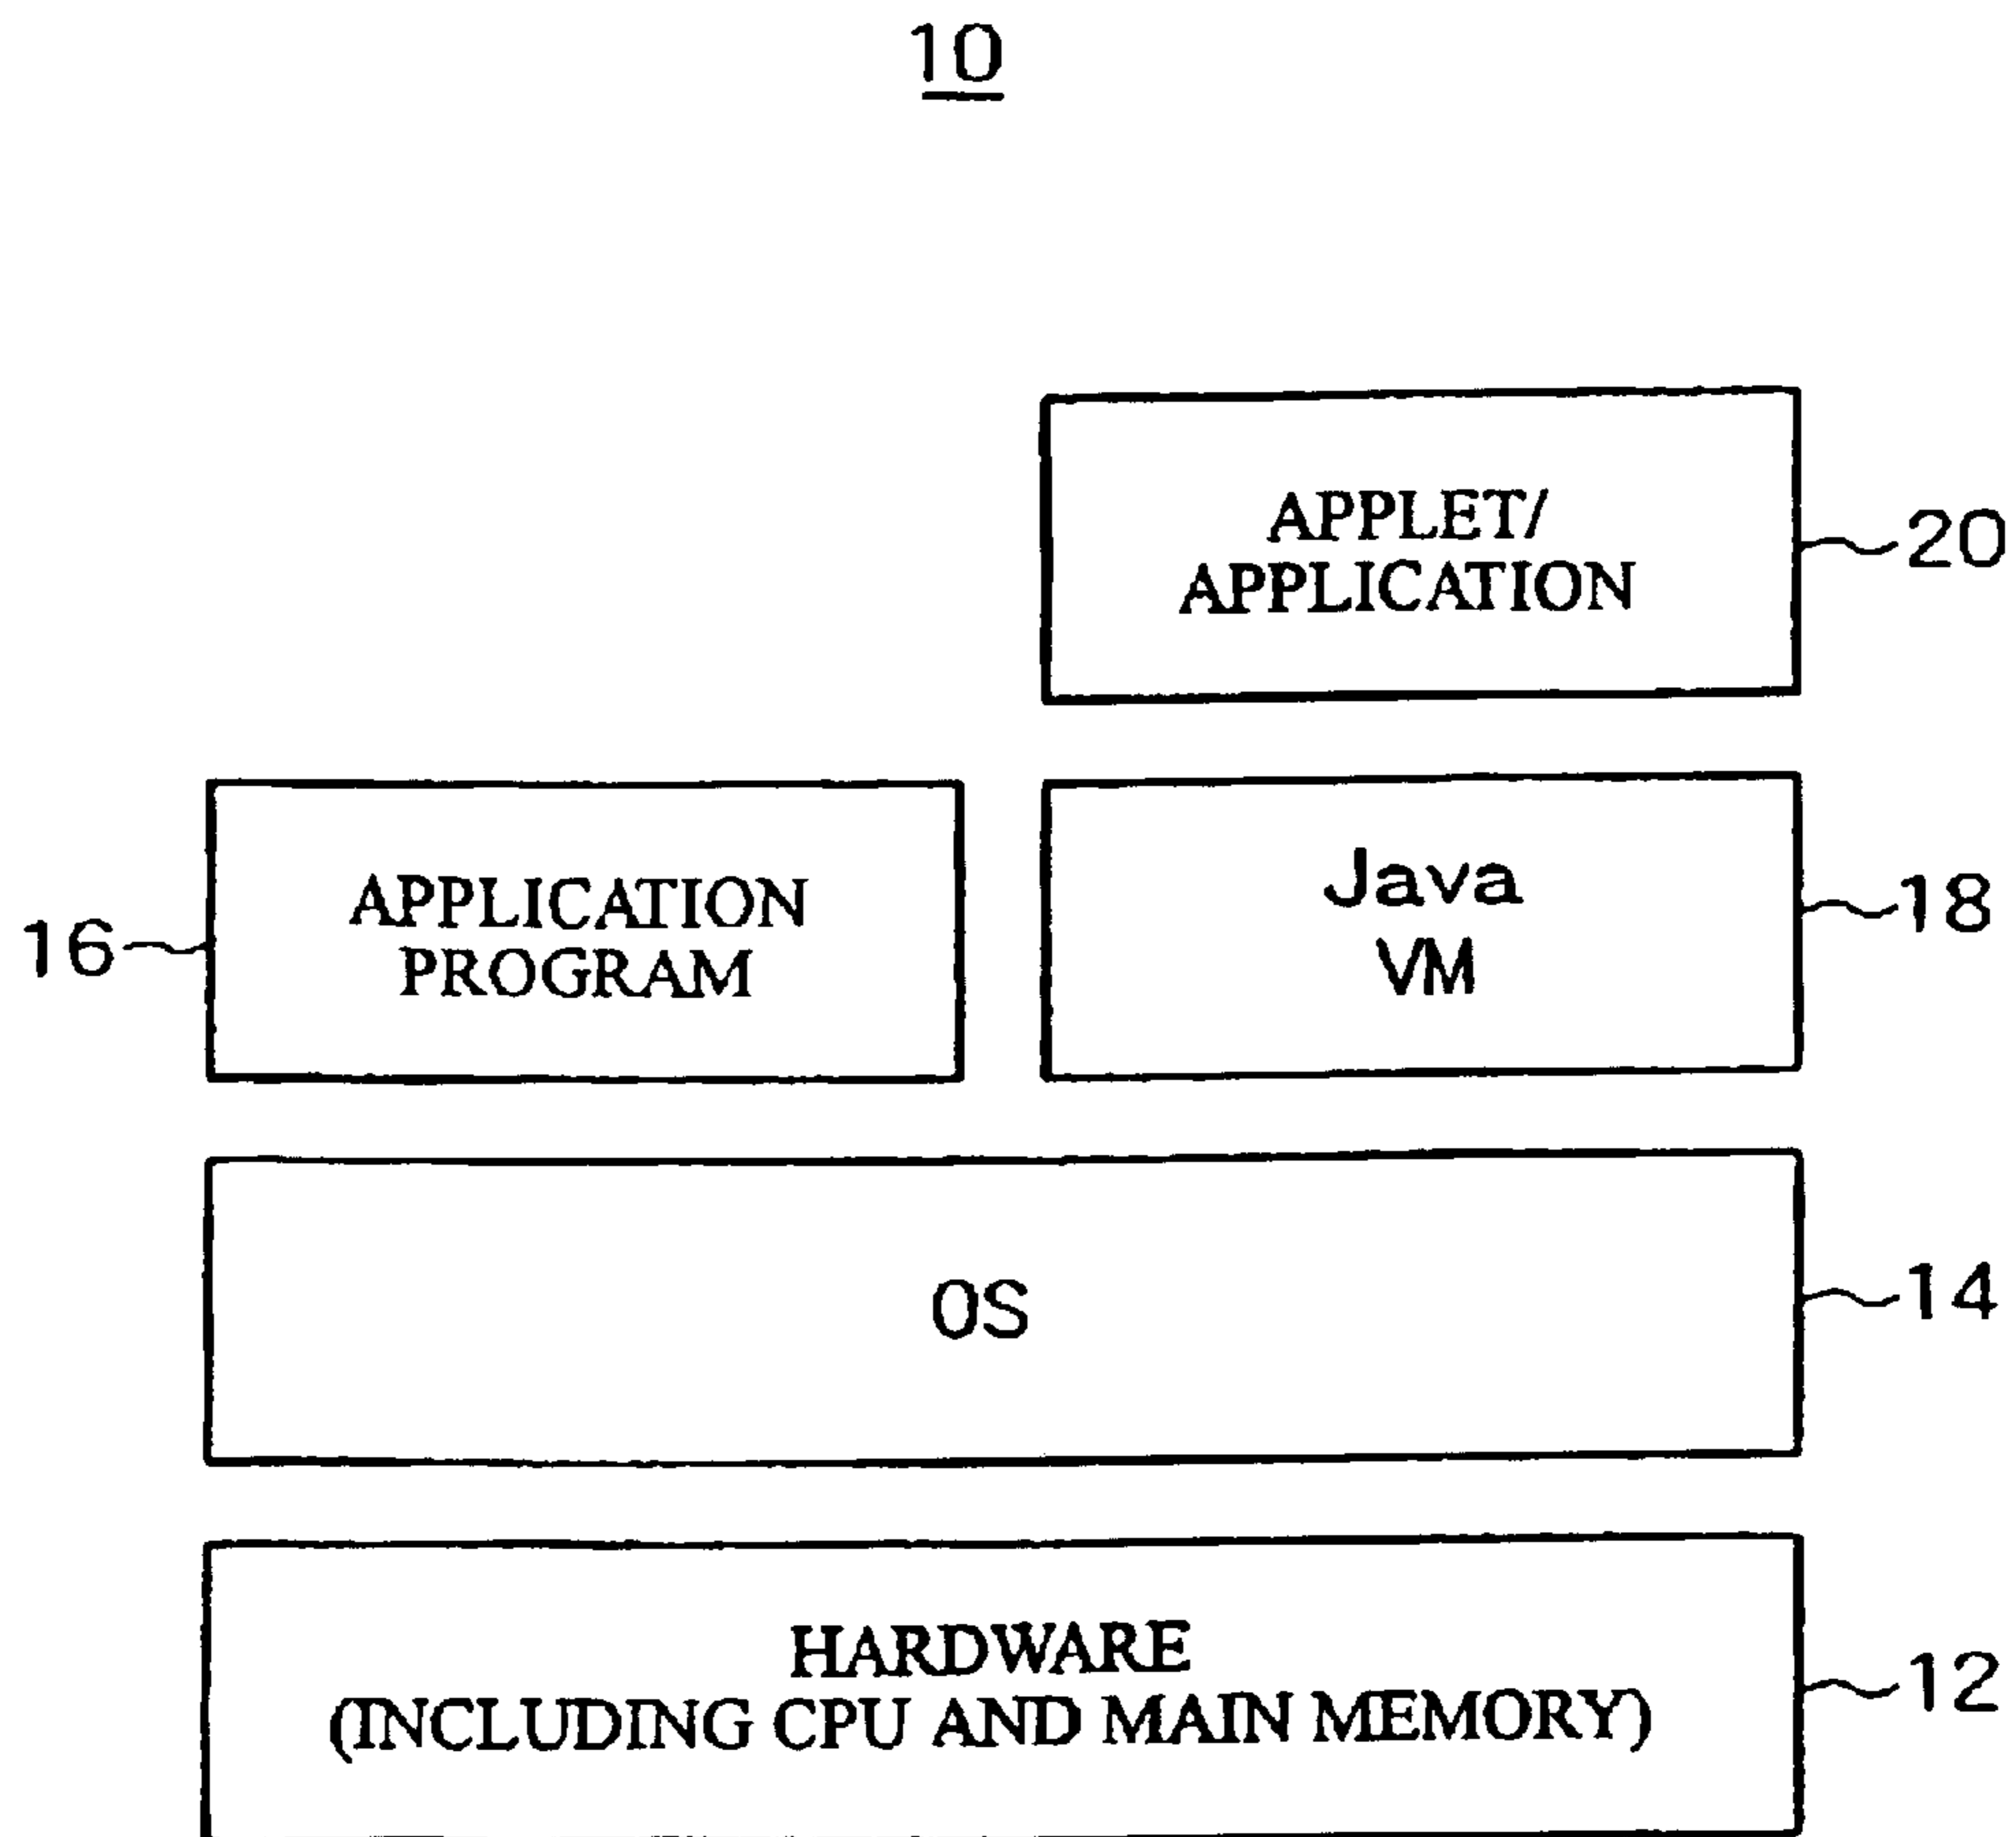 10
APPLET/
APPLICATION
20
APPLICATION
PROGRAM
16
Java
VM
18
OS
14
HARDWARE
(INCLUDING CPU AND MAIN MEMORY)
12